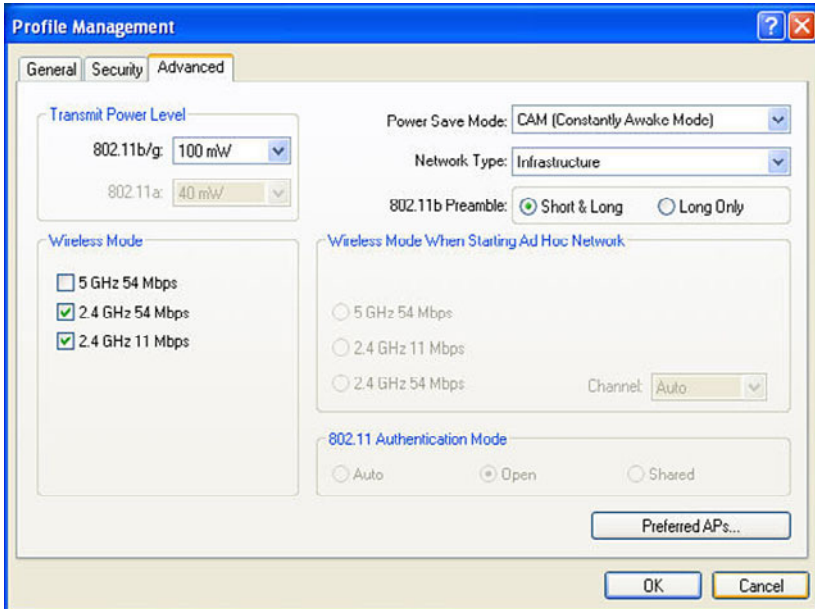 Profile Management
General Security Advanced
Transmit Power Level
802.11b/g: 100 mW
802.11a: 40 mW
Power Save Mode: CAM (Constantly Awake Mode)
Network Type: Infrastructure
802.11b Preamble: Short & Long Long Only
Wireless Mode
5 GHz 54 Mbps
2.4 GHz 54 Mbps
2.4 GHz 11 Mbps
Wireless Mode When Starting Ad Hoc Network
5 GHz 54 Mbps
2.4 GHz 11 Mbps
2.4 GHz 54 Mbps
Channel: Auto
802.11 Authentication Mode
Auto Open Shared
Preferred APs...
OK Cancel